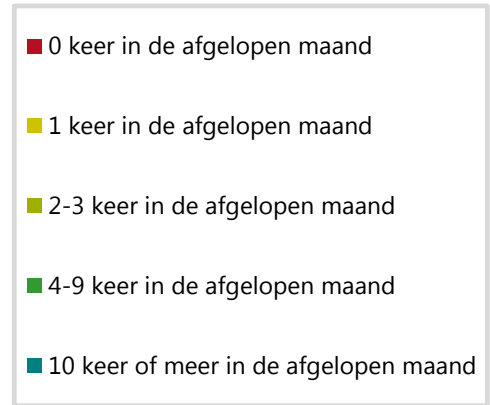 0 keer in de afgelopen maand
1 keer in de afgelopen maand
2-3 keer in de afgelopen maand
4-9 keer in de afgelopen maand
10 keer of meer in de afgelopen maand